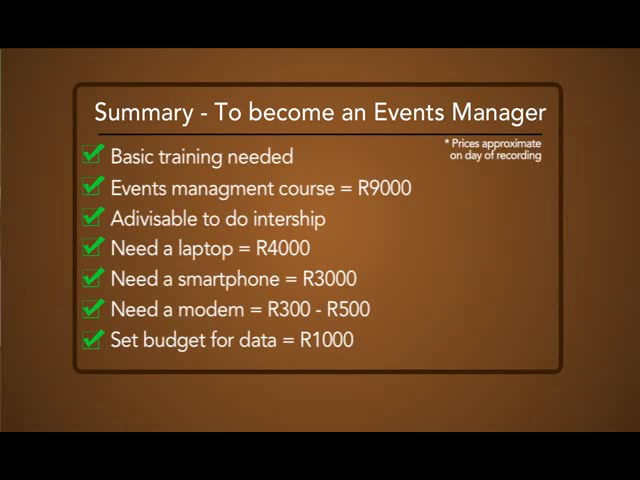 Summary - To become an Events Manager
* Prices approximate
on day of recording
Basic training needed
Events managment course = R9000
Adivisable to do intership
Need a laptop = R4000
Need a smartphone = R3000
Need a modem = R300 - R500
Set budget for data = R1000